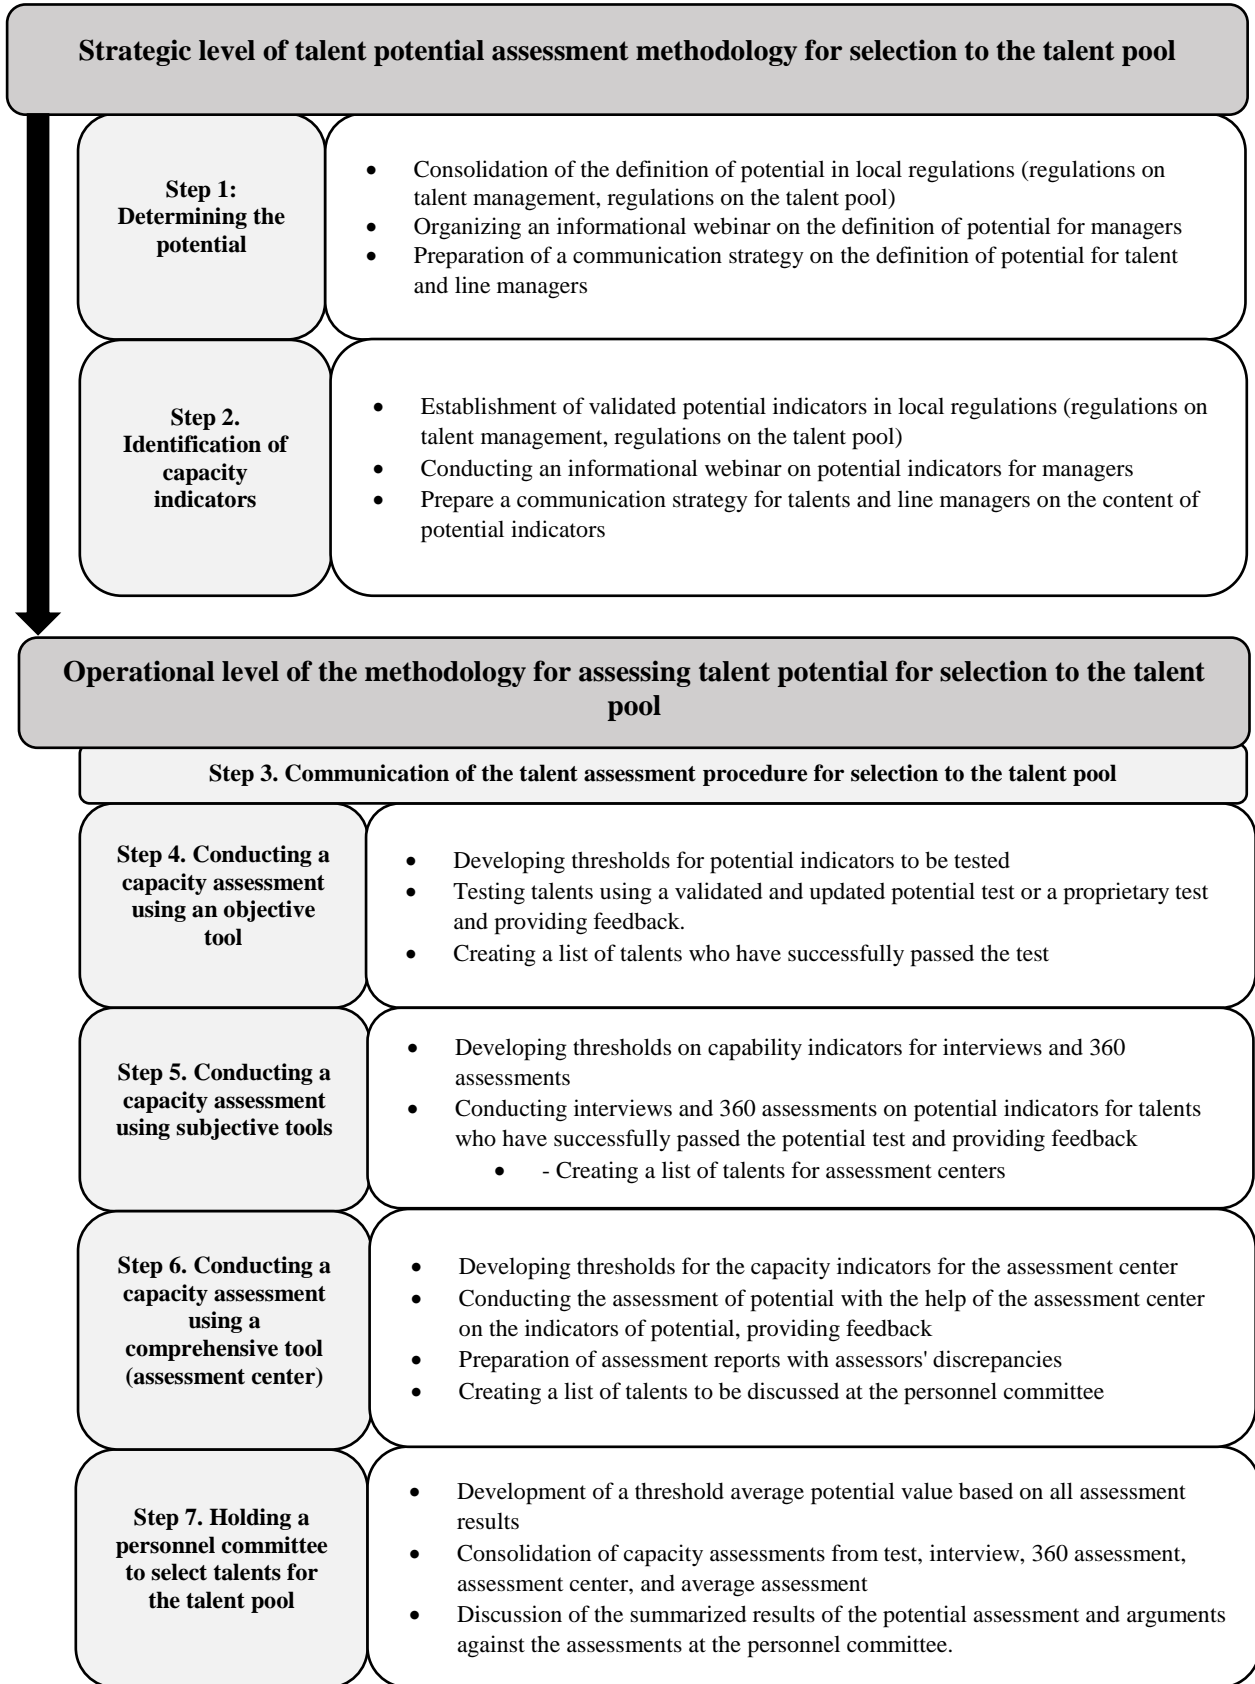 Strategic level of talent potential assessment methodology for selection to the talent pool
Step 1:
Determining the
potential
• Consolidation of the definition of potential in local regulations (regulations on
talent management, regulations on the talent pool)
• Organizing an informational webinar on the definition of potential for managers
• Preparation of a communication strategy on the definition of potential for talent
and line managers
Step 2.
Identification of
capacity
indicators
• Establishment of validated potential indicators in local regulations (regulations on
talent management, regulations on the talent pool)
• Conducting an informational webinar on potential indicators for managers
• Prepare a communication strategy for talents and line managers on the content of
potential indicators
Operational level of the methodology for assessing talent potential for selection to the talent
pool
Step 3. Communication of the talent assessment procedure for selection to the talent pool
Step 4. Conducting a
capacity assessment
using an objective
tool
• Developing thresholds for potential indicators to be tested
• Testing talents using a validated and updated potential test or a proprietary test
and providing feedback.
• Creating a list of talents who have successfully passed the test
Step 5. Conducting a
capacity assessment
using subjective tools
• Developing thresholds on capability indicators for interviews and 360
assessments
• Conducting interviews and 360 assessments on potential indicators for talents
who have successfully passed the potential test and providing feedback
• - Creating a list of talents for assessment centers
Step 6. Conducting a
capacity assessment
using a
comprehensive tool
(assessment center)
• Developing thresholds for the capacity indicators for the assessment center
• Conducting the assessment of potential with the help of the assessment center
on the indicators of potential, providing feedback
• Preparation of assessment reports with assessors' discrepancies
• Creating a list of talents to be discussed at the personnel committee
Step 7. Holding a
personnel committee
to select talents for
the talent pool
• Development of a threshold average potential value based on all assessment
results
• Consolidation of capacity assessments from test, interview, 360 assessment,
assessment center, and average assessment
• Discussion of the summarized results of the potential assessment and arguments
against the assessments at the personnel committee.